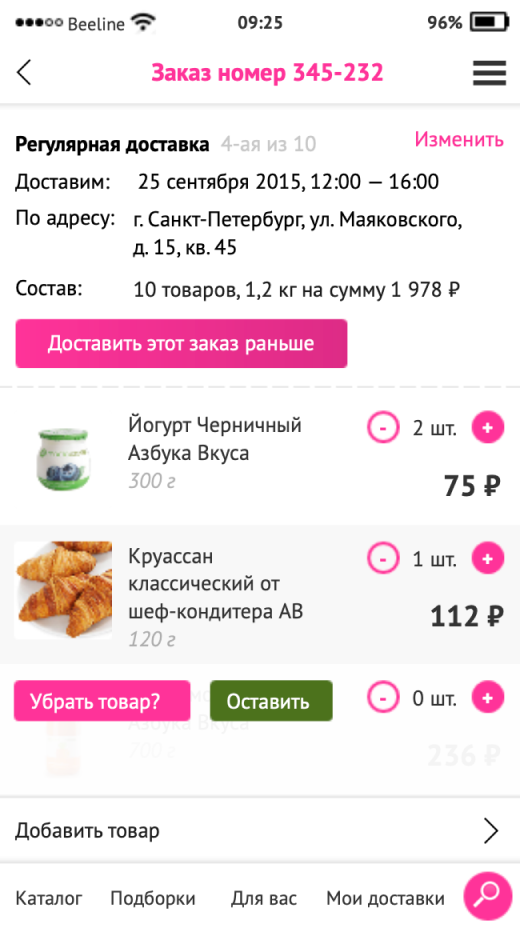 Beeline 09:25 96%
Заказ номер 345-232
Регулярная доставка 4-ая из 10 Изменить
Доставим: 25 сентября 2015, 12:00 — 16:00
По адресу: г. Санкт-Петербург, ул. Маяковского,
д. 15, кв. 45
Состав: 10 товаров, 1,2 кг на сумму 1 978 ₽
Доставить этот заказ раньше
Йогурт Черничный - 2 шт. +
Азбука Вкуса
300 г
75 ₽
Круассан - 1 шт. +
классический от
шеф-кондитера АВ
112 ₽
120 г
Убрать товар? Оставить - 0 шт. +
Азбука Вкуса
700 г
236 ₽
Добавить товар
Каталог Подборки Для вас Мои доставки